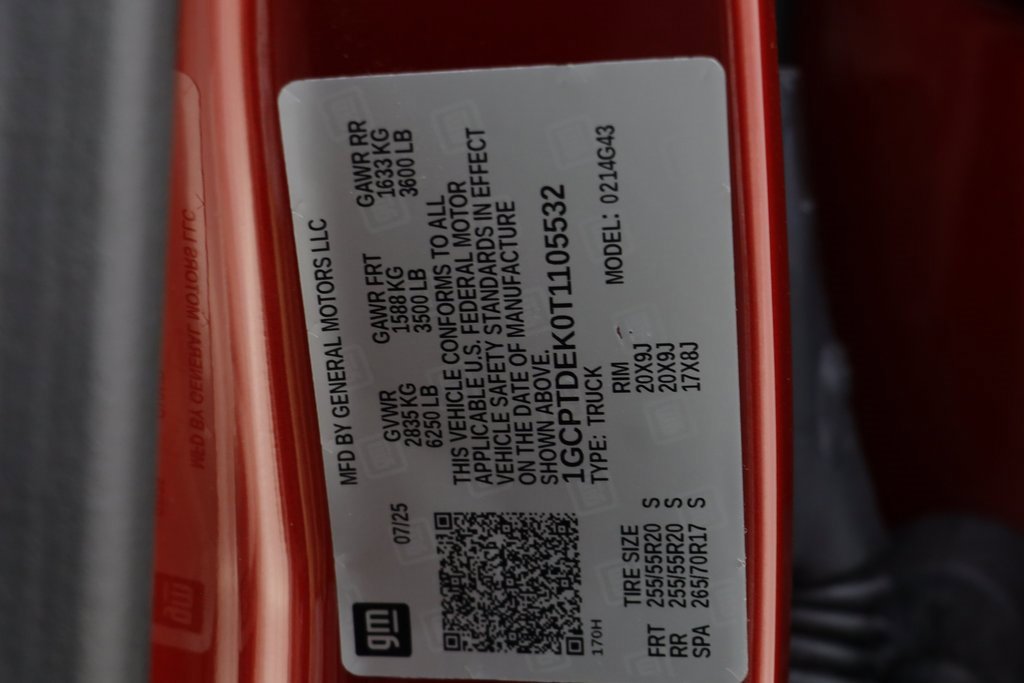 MFD BY GENERAL MOTORS LLC
gm
07/25
GVWR GAWR FRT GAWR RR
2835 KG 1588 KG 1633 KG
6250 LB 3500 LB 3600 LB
THIS VEHICLE CONFORMS TO ALL
APPLICABLE U.S. FEDERAL MOTOR
VEHICLE SAFETY STANDARDS IN EFFECT
ON THE DATE OF MANUFACTURE
SHOWN ABOVE.
1GCPTDEK0T1105532
TYPE: TRUCK MODEL: 0214G43
170H
TIRE SIZE RIM
FRT 255/55R20 S 20X9J
RR 255/55R20 S 20X9J
SPA 265/70R17 S 17X8J